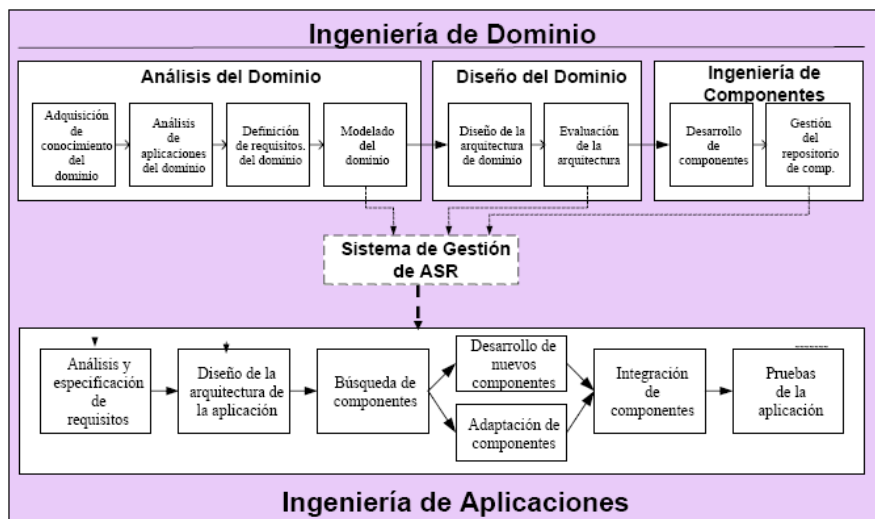 Ingeniería de Dominio
Análisis del Dominio
Adquisición
de
conocimiento
del
dominio
Análisis
de
aplicaciones
del dominio
Definición
de requisitos.
del dominio
Modelado
del
dominio
Diseño del Dominio
Diseño de la
arquitectura
de dominio
Evaluación
de la
arquitectura
Ingeniería de
Componentes
Desarrollo
de
componentes
Gestión
del
repositorio
de comp.
Sistema de Gestión
de ASR
Análisis y
especificación
de
requisitos
Diseño de la
arquitectura de
la aplicación
Búsqueda de
componentes
Desarrollo de
nuevos
componentes
Adaptación de
componentes
Integración
de
componentes
Pruebas
de la
aplicación
Ingeniería de Aplicaciones